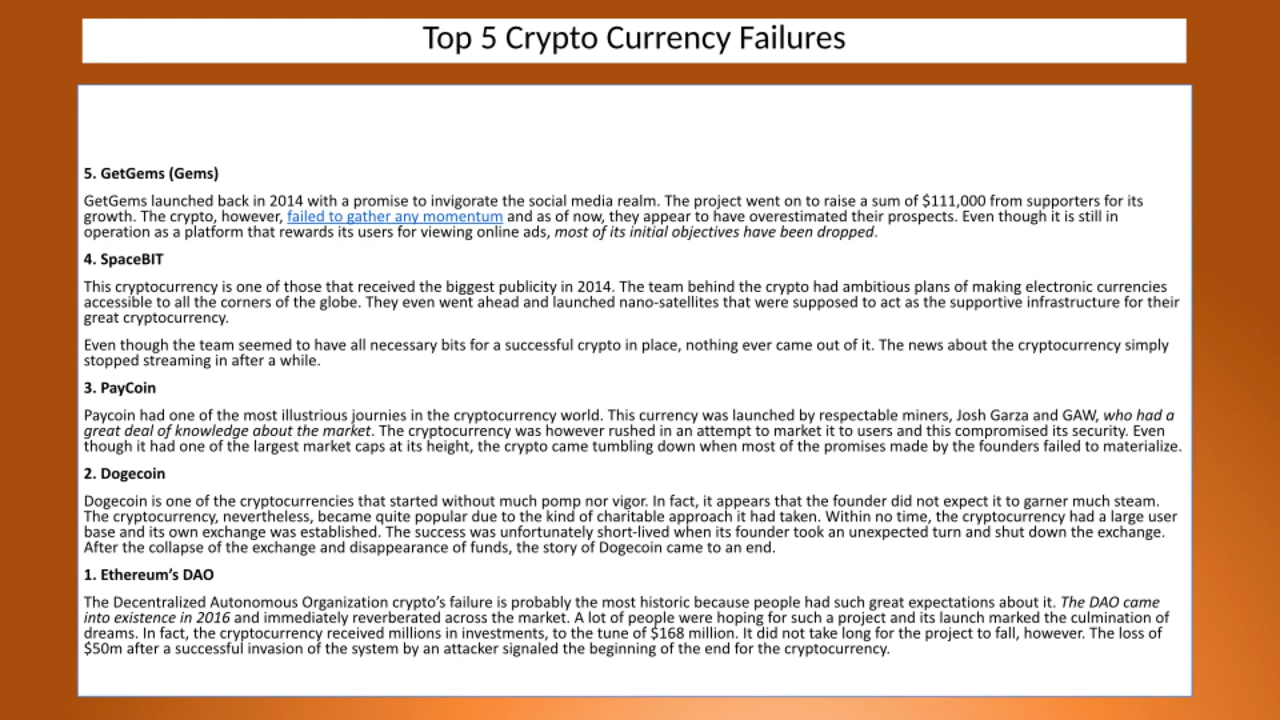 Top 5 Crypto Currency Failures
5. GetGems (Gems)
GetGems launched back in 2014 with a promise to invigorate the social media realm. The project went on to raise a sum of $111,000 from supporters for its
growth. The crypto, however, failed to gather any momentum and as of now, they appear to have overestimated their prospects. Even though it is still in
operation as a platform that rewards its users for viewing online ads, most of its initial objectives have been dropped.
4. SpaceBIT
This cryptocurrency is one of those that received the biggest publicity in 2014. The team behind the crypto had ambitious plans of making electronic currencies
accessible to all the corners of the globe. They even went ahead and launched nano-satellites that were supposed to act as the supportive infrastructure for their
great cryptocurrency.
Even though the team seemed to have all necessary bits for a successful crypto in place, nothing ever came out of it. The news about the cryptocurrency simply
stopped streaming in after a while.
3. PayCoin
Paycoin had one of the most illustrious journies in the cryptocurrency world. This currency was launched by respectable miners, Josh Garza and GAW, who had a
great deal of knowledge about the market. The cryptocurrency was however rushed in an attempt to market it to users and this compromised its security. Even
though it had one of the largest market caps at its height, the crypto came tumbling down when most of the promises made by the founders failed to materialize.
2. Dogecoin
Dogecoin is one of the cryptocurrencies that started without much pomp nor vigor. In fact, it appears that the founder did not expect it to garner much steam.
The cryptocurrency, nevertheless, became quite popular due to the kind of charitable approach it had taken. Within no time, the cryptocurrency had a large user
base and its own exchange was established. The success was unfortunately short-lived when its founder took an unexpected turn and shut down the exchange.
After the collapse of the exchange and disappearance of funds, the story of Dogecoin came to an end.
1. Ethereum's DAO
The Decentralized Autonomous Organization crypto's failure is probably the most historic because people had such great expectations about it. The DAO came
into existence in 2016 and immediately reverberated across the market. A lot of people were hoping for such a project and its launch marked the culmination of
dreams. In fact, the cryptocurrency received millions in investments, to the tune of $168 million. It did not take long for the project to fall, however. The loss of
$50m after a successful invasion of the system by an attacker signaled the beginning of the end for the cryptocurrency.